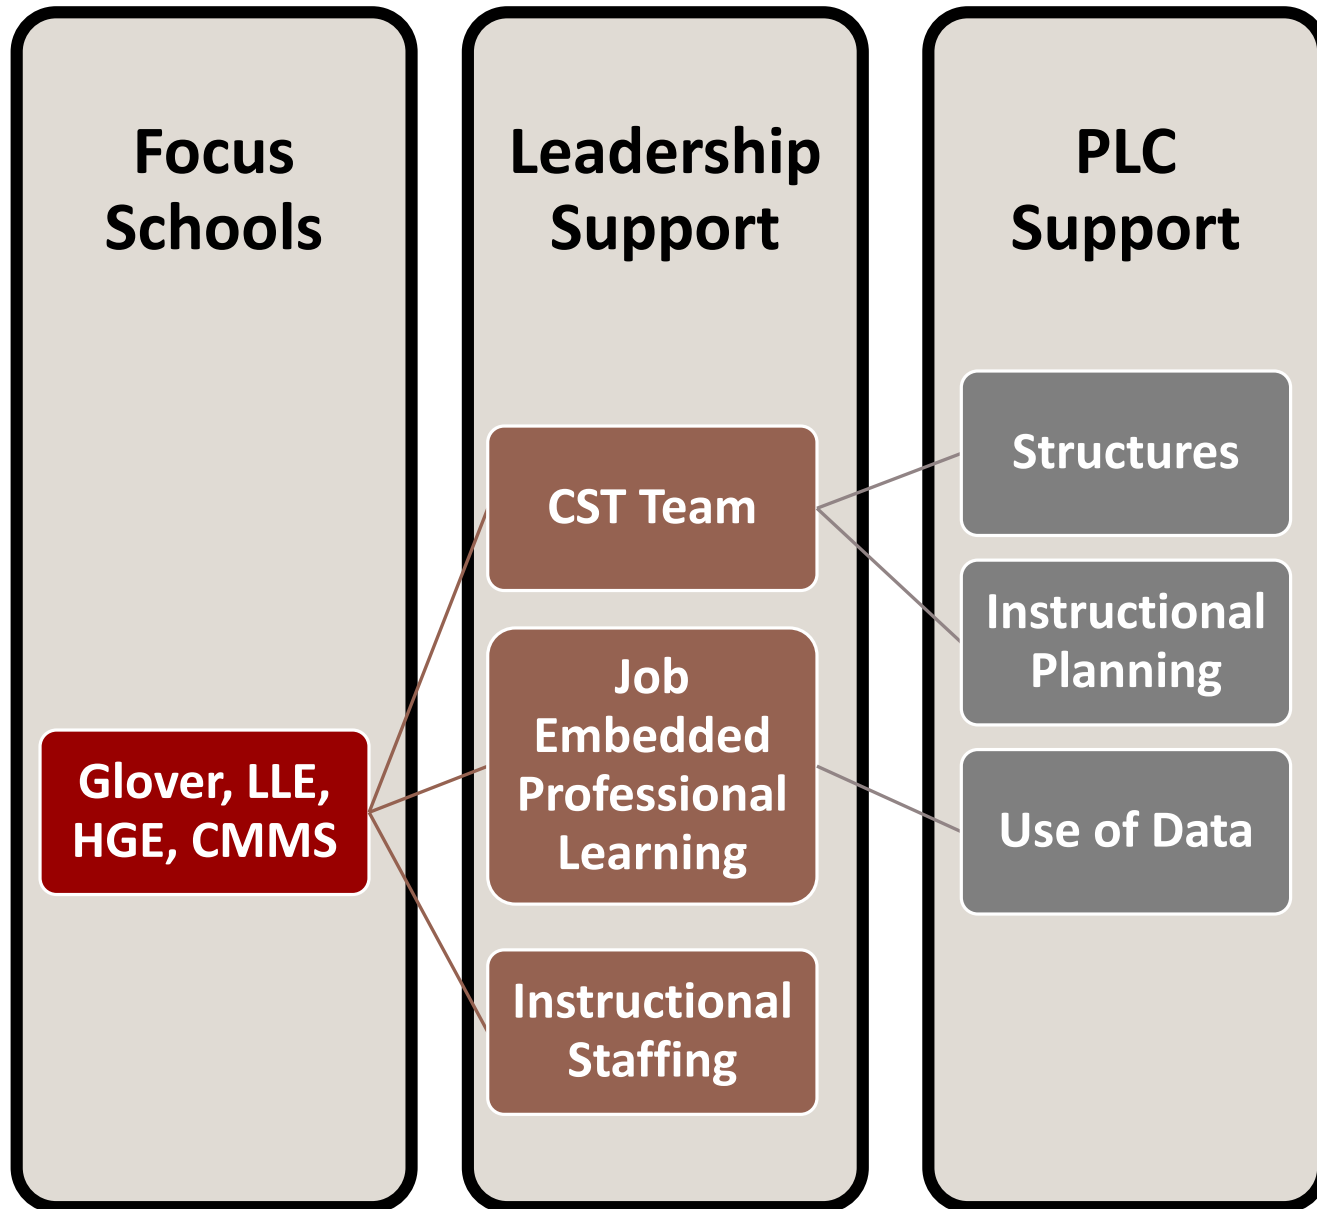 Focus
Schools
Glover, LLE,
HGE, CMMS
Leadership
Support
CST Team
Job
Embedded
Professional
Learning
Instructional
Staffing
PLC
Support
Structures
Instructional
Planning
Use of Data